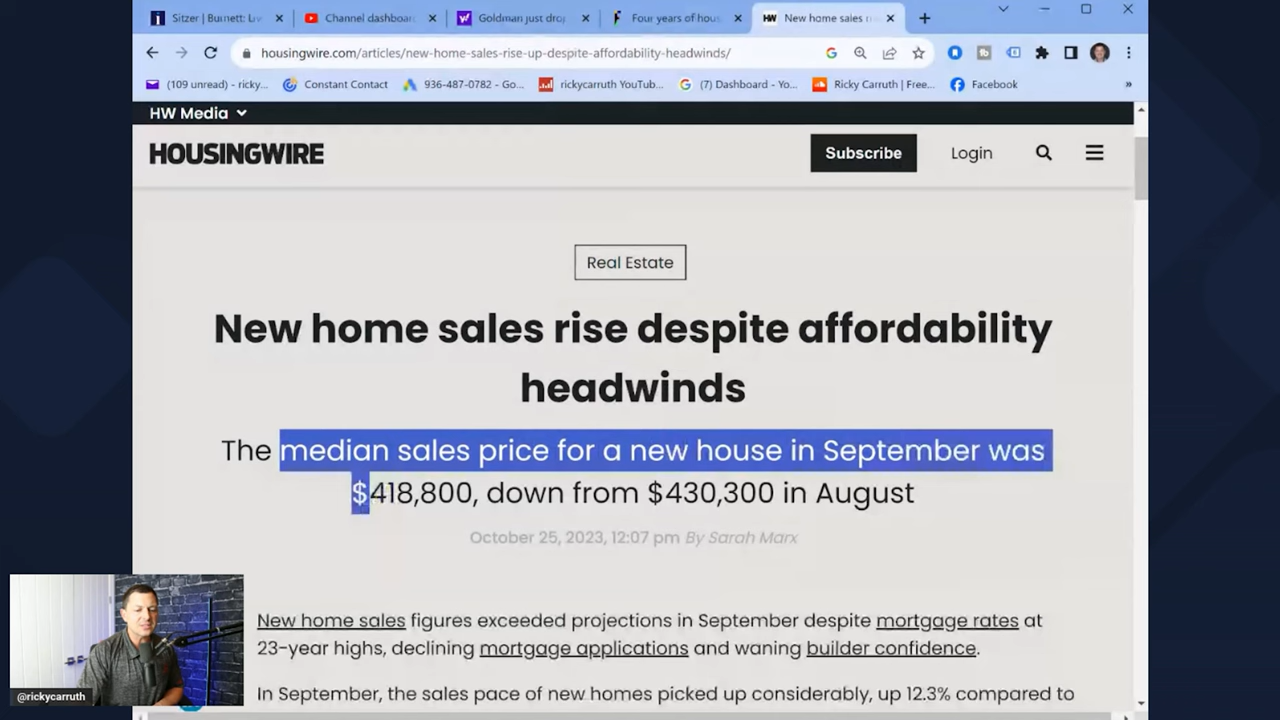 Sitzer | Burnett: Li
Channel dashboar
Goldman just drop
Four years of hous
New home sales
housingwire.com/articles/new-home-sales-rise-up-despite-affordability-headwinds/
(109 unread) - ricky...
Constant Contact
936-487-0782 - Go...
rickycarruth YouTub...
(7) Dashboard - Yo...
Ricky Carruth | Free...
Facebook
»
HW Media
HOUSINGWIRE
Subscribe
Login
Real Estate
New home sales rise despite affordability
headwinds
The median sales price for a new house in September was
$418,800, down from $430,300 in August
October 25, 2023, 12:07 pm By Sarah Marx
New home sales figures exceeded projections in September despite mortgage rates at
23-year highs, declining mortgage applications and waning builder confidence.
In September, the sales pace of new homes picked up considerably, up 12.3% compared to
@rickycarruth